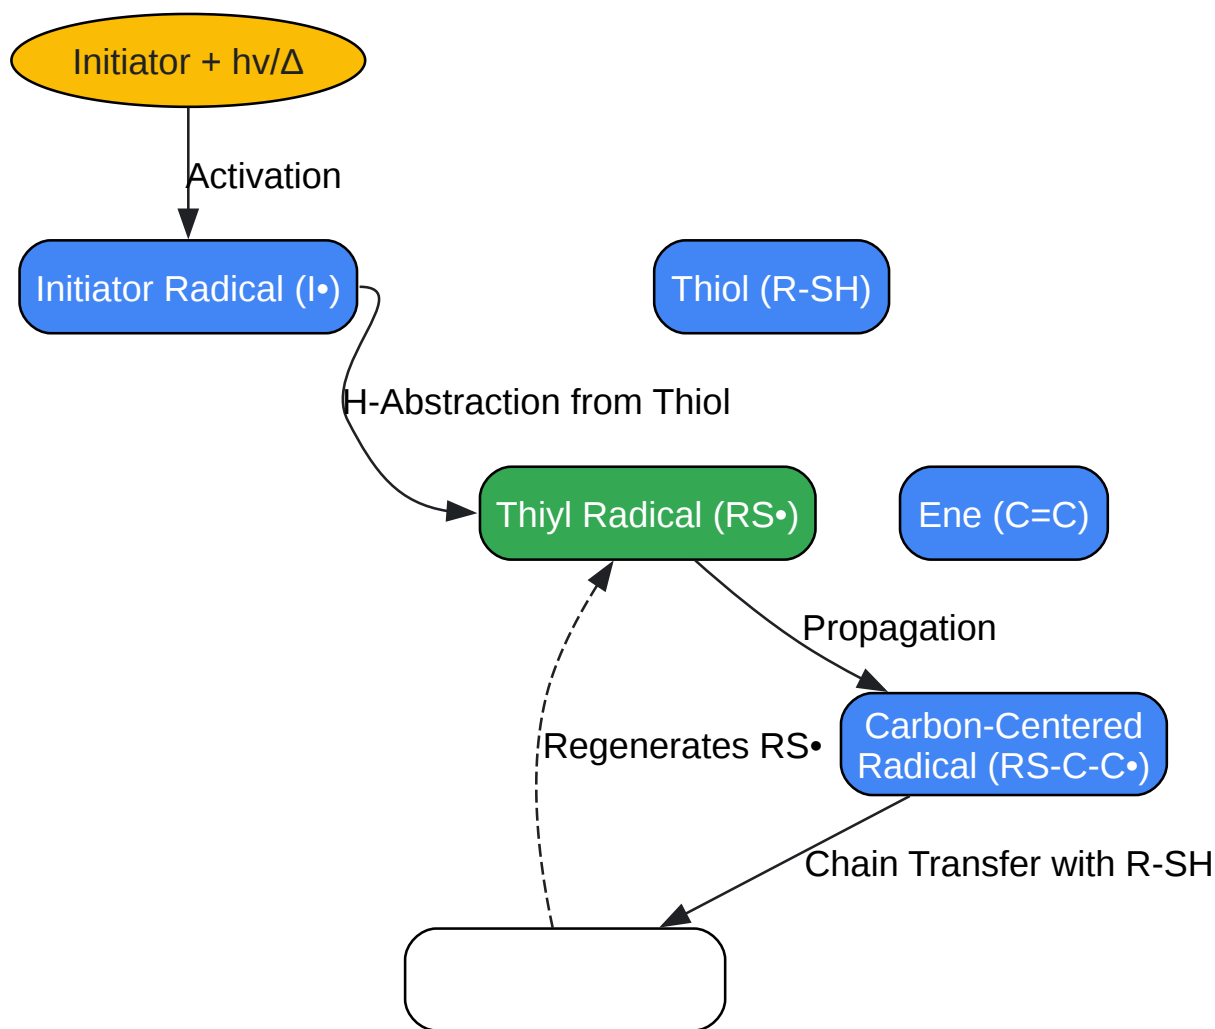 Initiator + hv/Δ
Activation
Initiator Radical (I•)
Thiol (R-SH)
H-Abstraction from Thiol
Thiyl Radical (RS•)
Ene (C=C)
Propagation
Carbon-Centered
Radical (RS-C-C•)
Regenerates RS•
Chain Transfer with R-SH